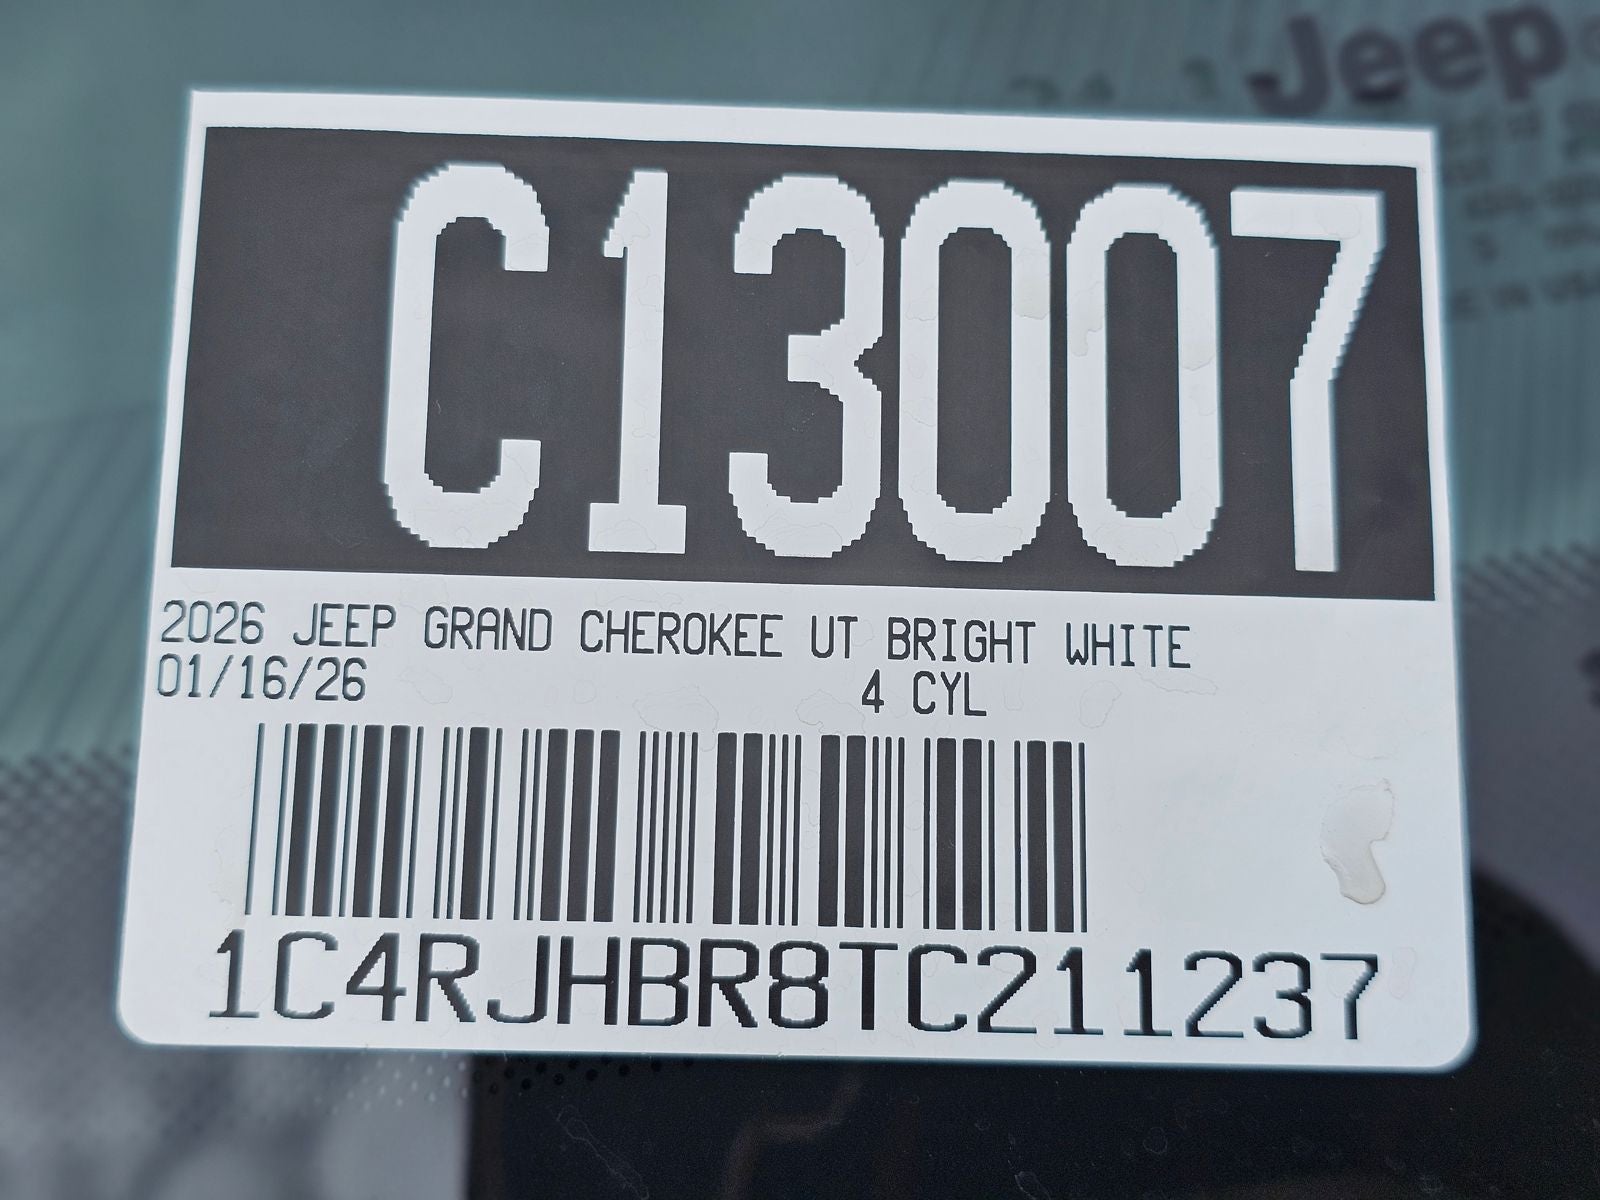 Jeep
C13007
2026 JEEP GRAND CHEROKEE UT BRIGHT WHITE
01/16/26 4 CYL
1C4RJHBR8TC211237